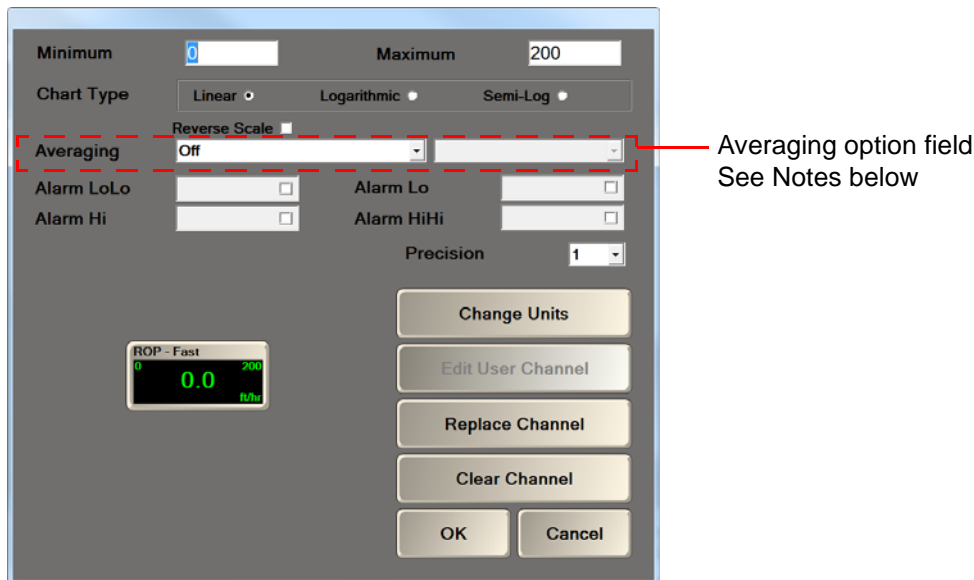 Minimum 0 Maximum 200
Chart Type Linear Logarithmic Semi-Log
Reverse Scale
Averaging Off
Averaging option field
See Notes below
Alarm LoLo Alarm Lo
Alarm Hi Alarm HiHi
Precision 1
Change Units
ROP - Fast
0 200
0.0
ft/hr
Edit User Channel
Replace Channel
Clear Channel
OK Cancel